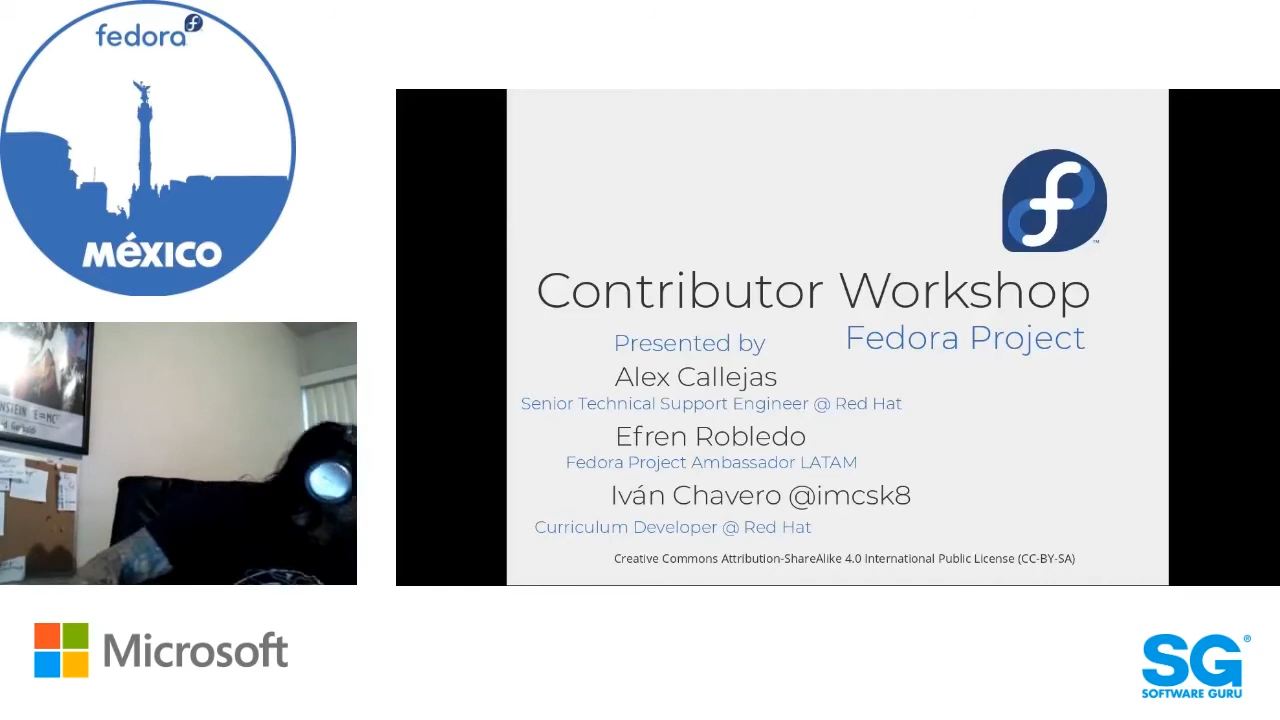 fedora
MÉXICO
NSTEIN E=MC²
Contributor Workshop
Fedora Project
Presented by
Alex Callejas
Senior Technical Support Engineer @ Red Hat
Efren Robledo
Fedora Project Ambassador LATAM
Iván Chavero @imcsk8
Curriculum Developer @ Red Hat
Creative Commons Attribution-ShareAlike 4.0 International Public License (CC-BY-SA)
Microsoft
SG®
SOFTWARE GURU